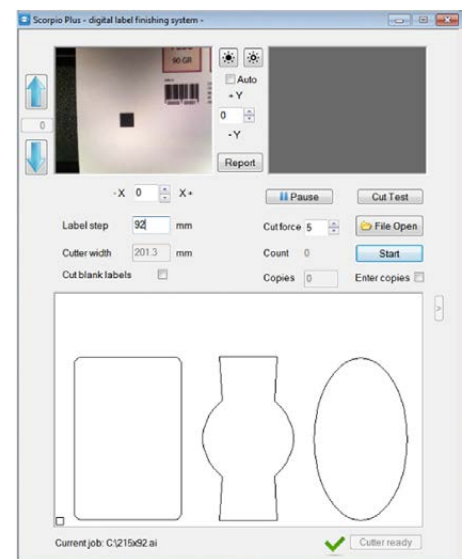 Scorpio Plus - digital label finishing system -
90 GR
Auto
+ Y
0
0
- Y
Report
- X 0 X +
Pause
Cut Test
Label step 92 mm
Cut force 5
File Open
Cutter width 201.3 mm
Count 0
Start
Cut blank labels
Copies 0
Enter copies
>
Current job: C:\215x92.ai
Cutter ready